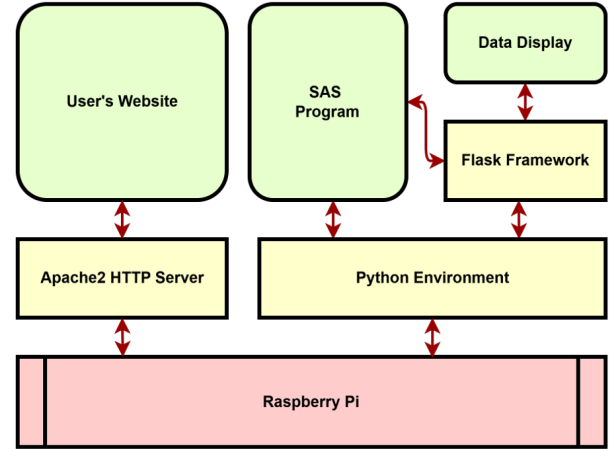 User's Website
SAS
Program
Data Display
Flask Framework
Apache2 HTTP Server
Python Environment
Raspberry Pi